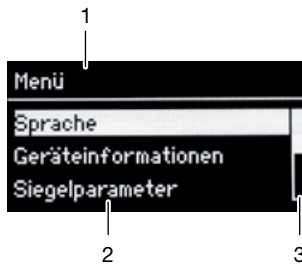 1
Menü
Sprache
Geräteinformationen
Siegelparameter
2
3